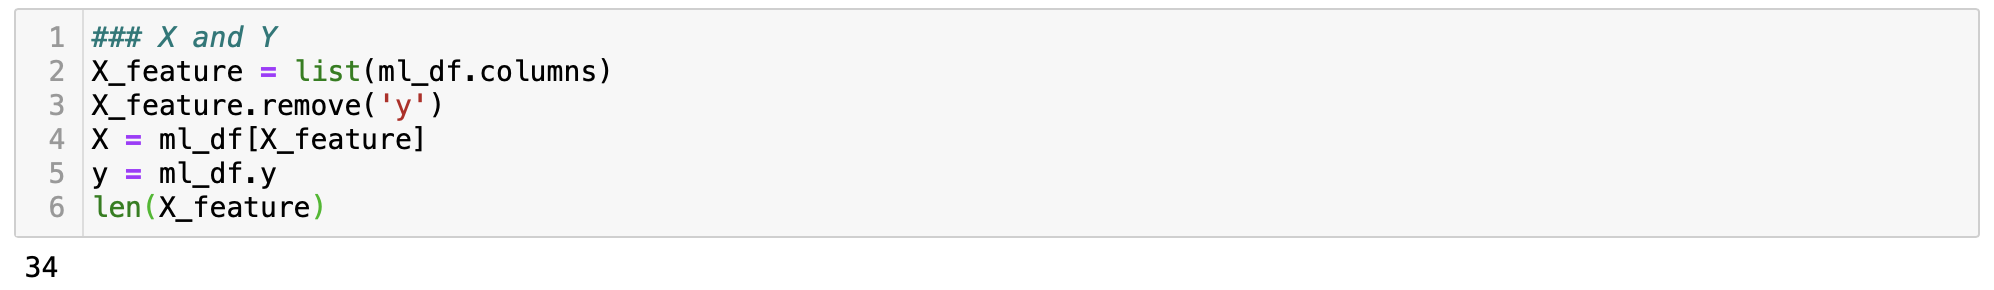 1 ### X and Y
2 X_feature = list(ml_df.columns)
3 X_feature.remove('y')
4 X = ml_df[X_feature]
5 y = ml_df.y
6 len(X_feature)
34